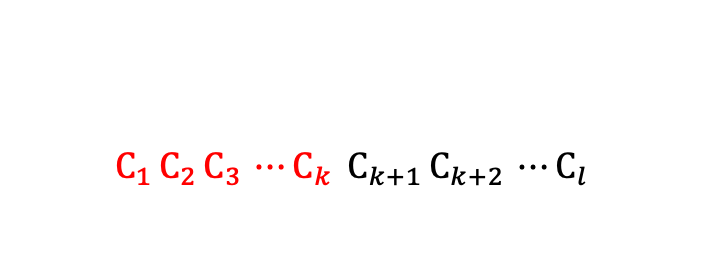 C₁ C₂ C₃ ⋯ Cₖ Cₖ₊₁ Cₖ₊₂ ⋯ Cₗ